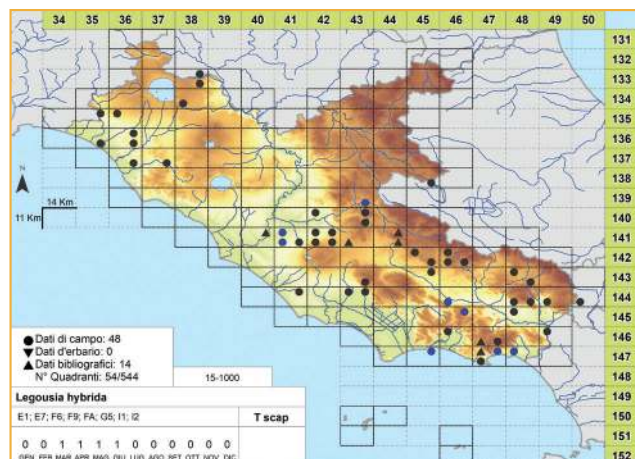 34 35 36 37 38 39 40 41 42 43 44 45 46 47 48 49 50
131
132
133
134
135
136
137
138
139
140
141
142
143
144
145
146
147
148
149
150
151
152
N
14 Km
11 Km
Dati di campo: 48
Dati d'erbario: 0
Dati bibliografici: 14
N° Quadranti: 54/544
15-1000
Legousia hybrida
E1; E7; F6; F9; FA; G5; I1; I2
T scap
0 0 1 1 1 1 0 0 0 0 0 0
GEN FEB MAR APR MAG GIU LUG AGO SET OTT NOV DIC